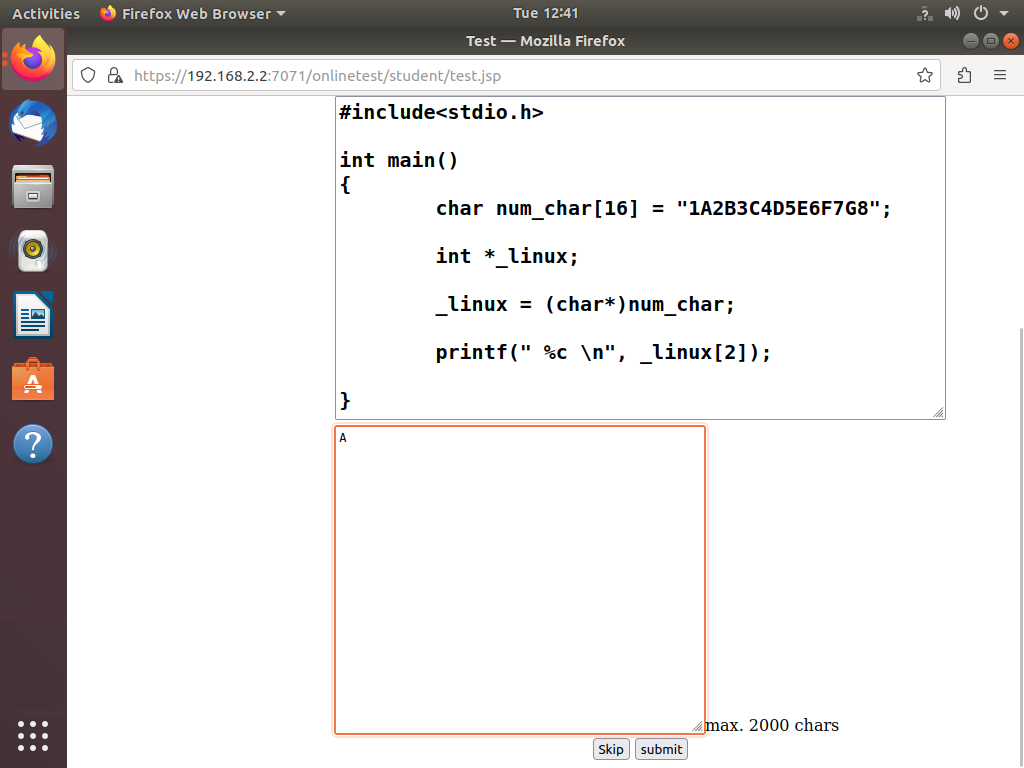 Activities Firefox Web Browser Tue 12:41
Test — Mozilla Firefox
https://192.168.2.2:7071/onlinetest/student/test.jsp
#include<stdio.h>
int main()
{
char num_char[16] = "1A2B3C4D5E6F7G8";
int *_linux;
_linux = (char*)num_char;
printf(" %c \n", _linux[2]);
}
A
max. 2000 chars
Skip submit